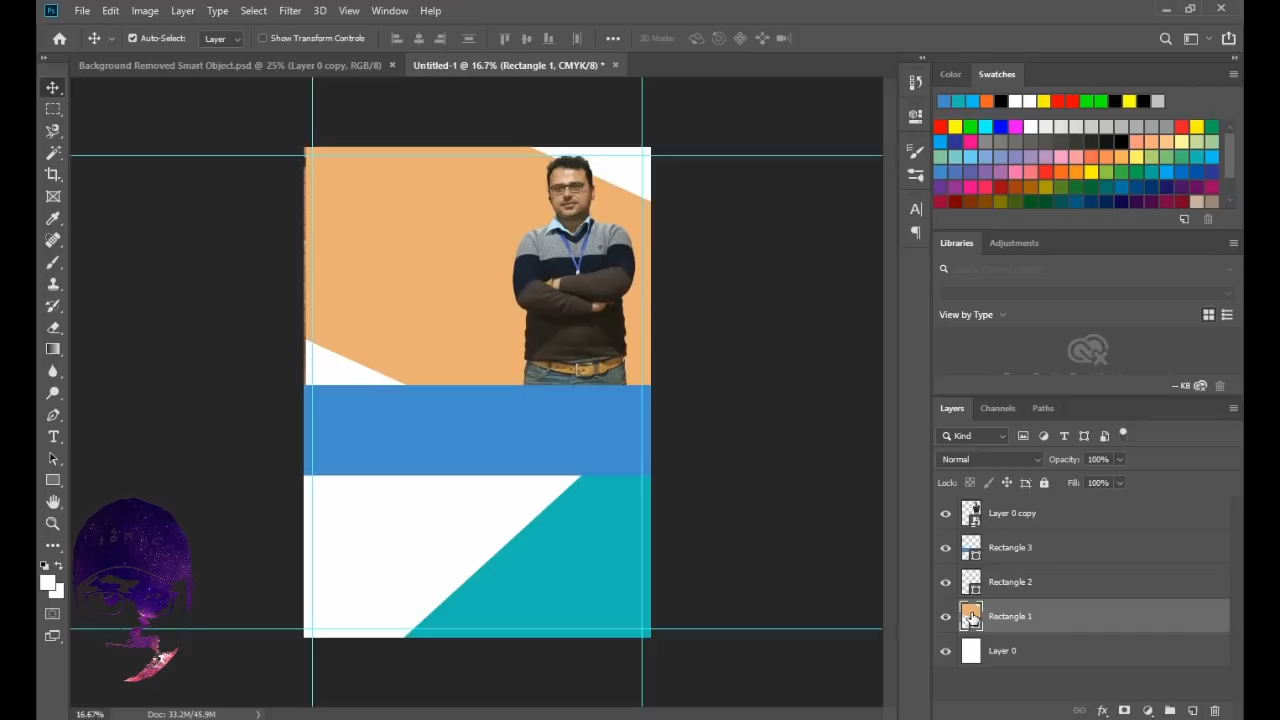 Ps File Edit Image Layer Type Select Filter 3D View Window Help
Auto-Select: Layer Show Transform Controls 3D Mode:
Background Removed Smart Object.psd @ 25% (Layer 0 copy, RGB/8) × Untitled-1 @ 16.7% (Rectangle 1, CMYK/8) * ×
Color Swatches
Libraries Adjustments
View by Type
-- KB
Layers Channels Paths
Kind
Normal Opacity: 100%
Lock: Fill: 100%
Layer 0 copy
Rectangle 3
Rectangle 2
Rectangle 1
Layer 0
16.67% Doc: 33.2M/45.9M